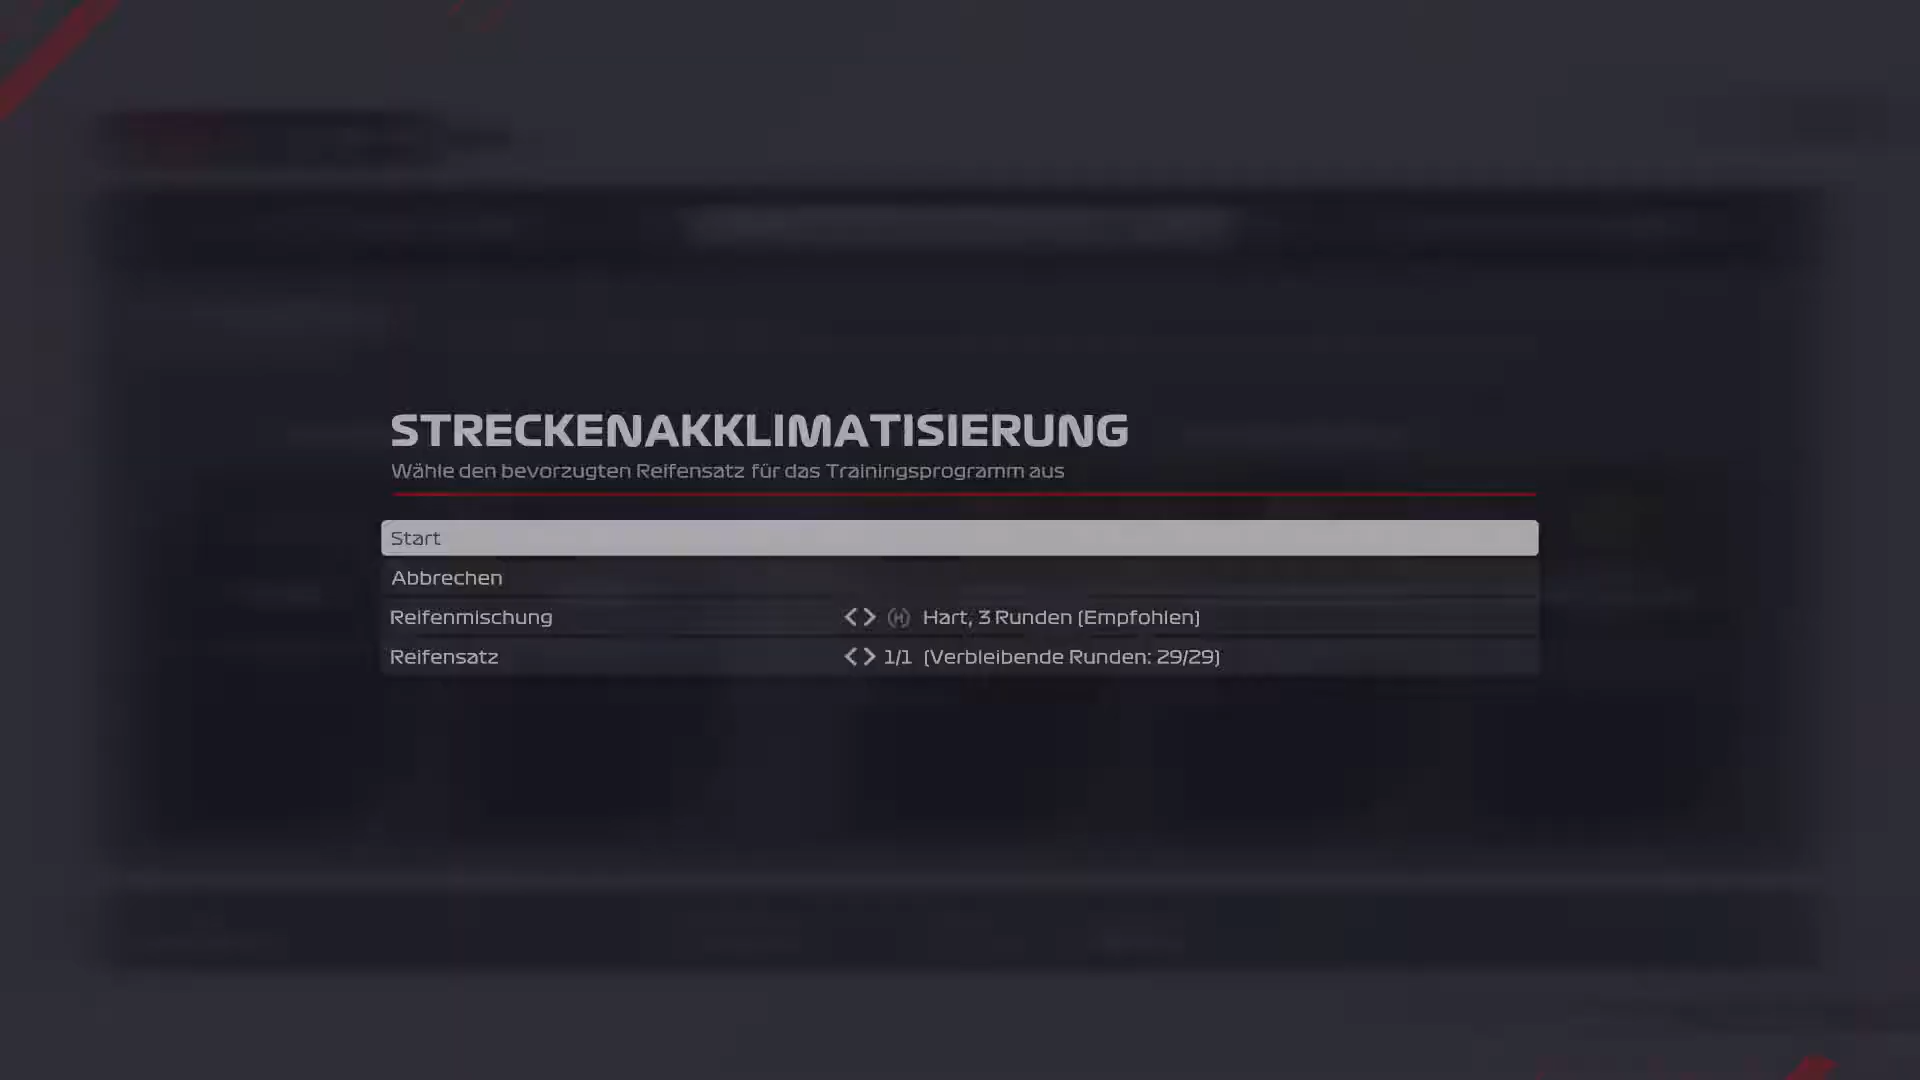 STRECKENAKKLIMATISIERUNG
Wähle den bevorzugten Reifensatz für das Trainingsprogramm aus
Start
Abbrechen
Reifenmischung < > (H) Hart, 3 Runden (Empfohlen)
Reifensatz < > 1/1 (Verbleibende Runden: 29/29)